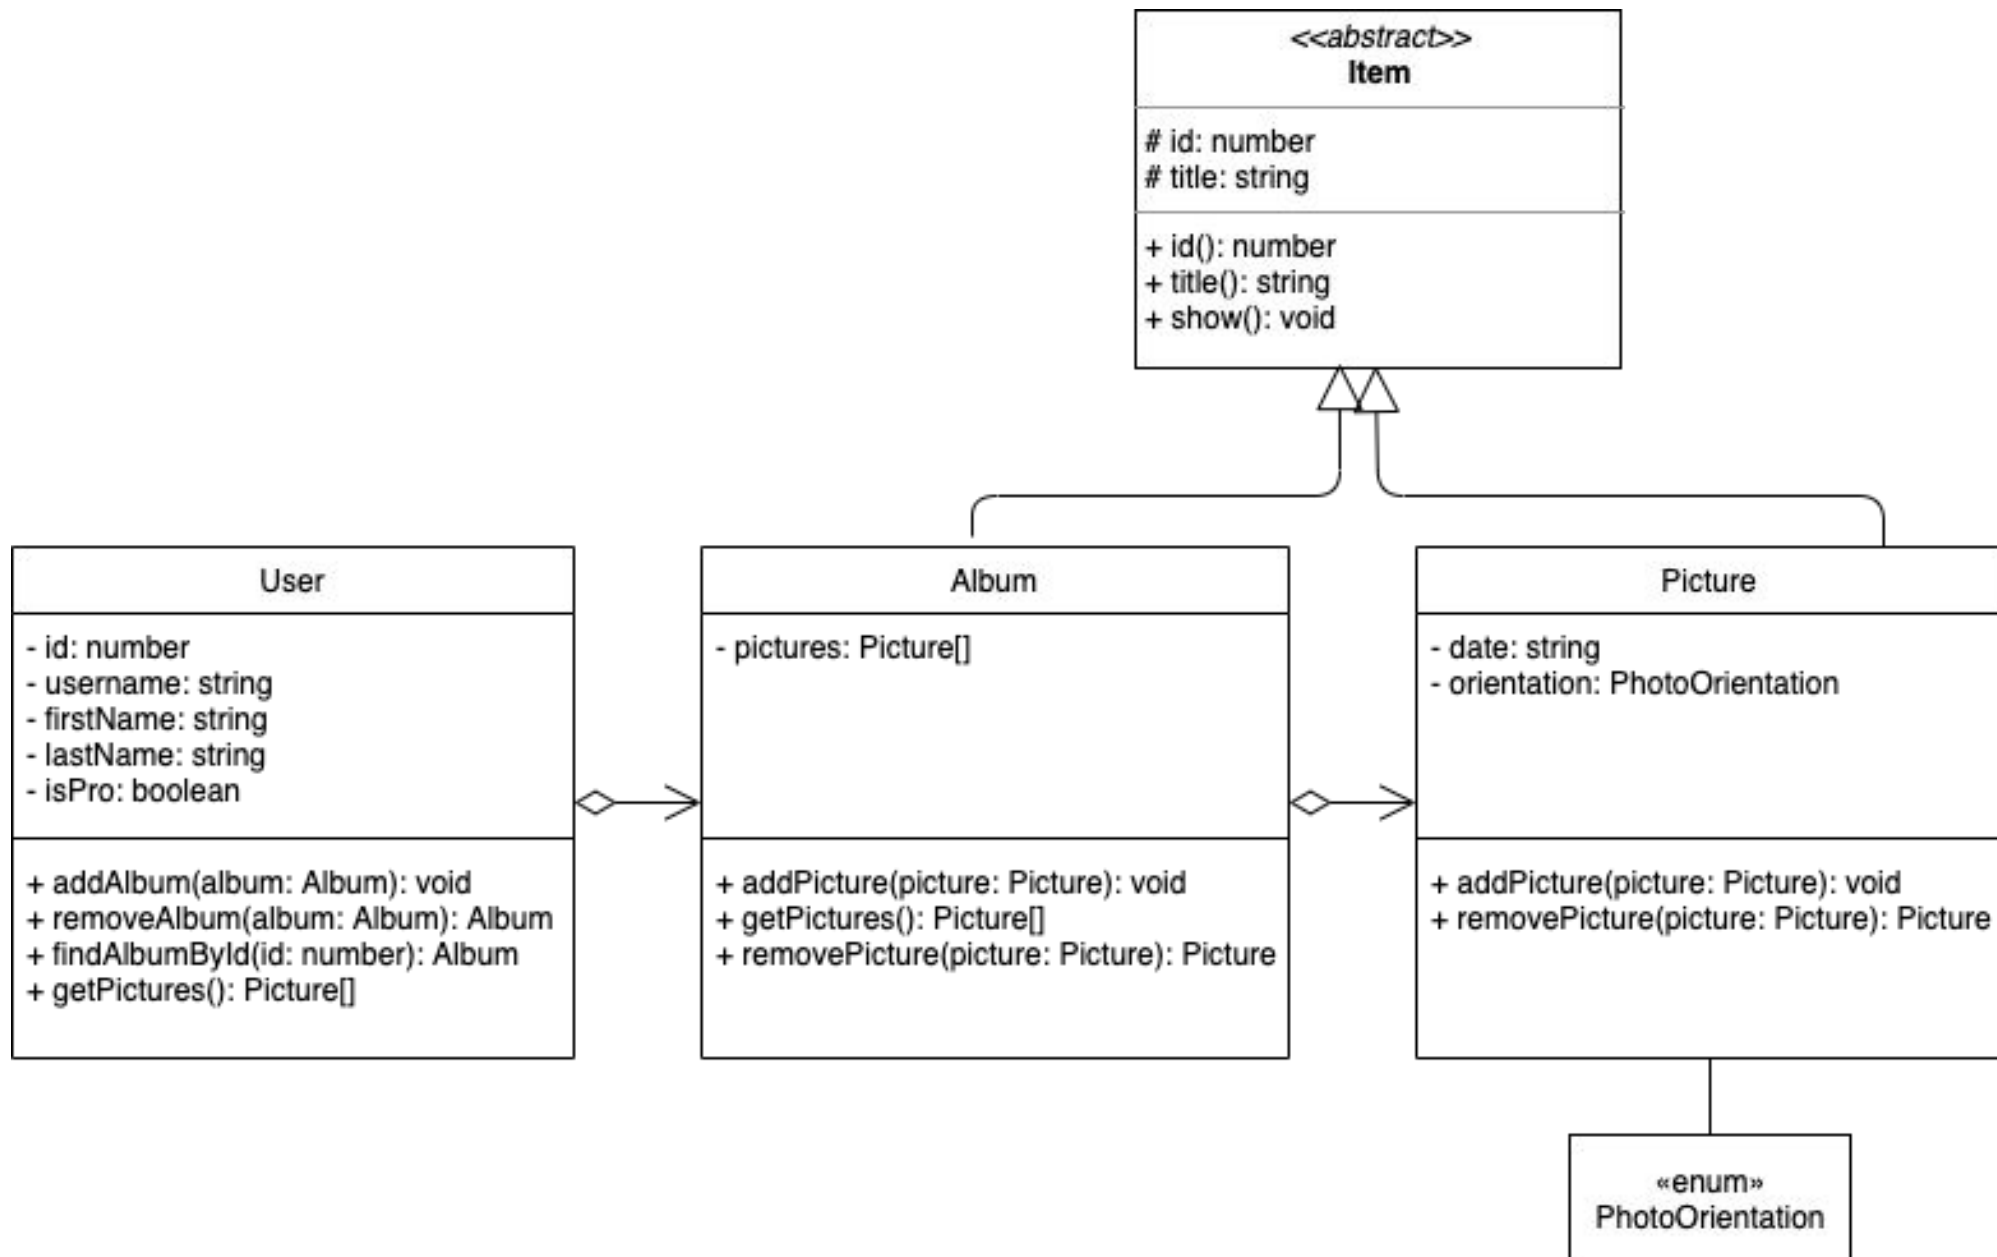 <<abstract>>
Item
# id: number
# title: string
+ id(): number
+ title(): string
+ show(): void
User
- id: number
- username: string
- firstName: string
- lastName: string
- isPro: boolean
+ addAlbum(album: Album): void
+ removeAlbum(album: Album): Album
+ findAlbumById(id: number): Album
+ getPictures(): Picture[]
Album
- pictures: Picture[]
+ addPicture(picture: Picture): void
+ getPictures(): Picture[]
+ removePicture(picture: Picture): Picture
Picture
- date: string
- orientation: PhotoOrientation
+ addPicture(picture: Picture): void
+ removePicture(picture: Picture): Picture
«enum»
PhotoOrientation